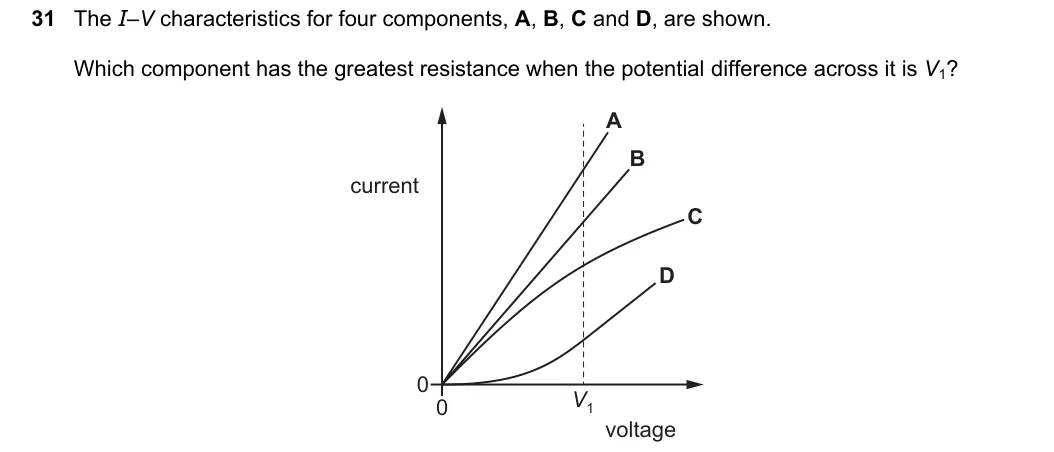 31 The I–V characteristics for four components, A, B, C and D, are shown.
Which component has the greatest resistance when the potential difference across it is V₁?
A
B
current
C
D
0
0
V₁
voltage